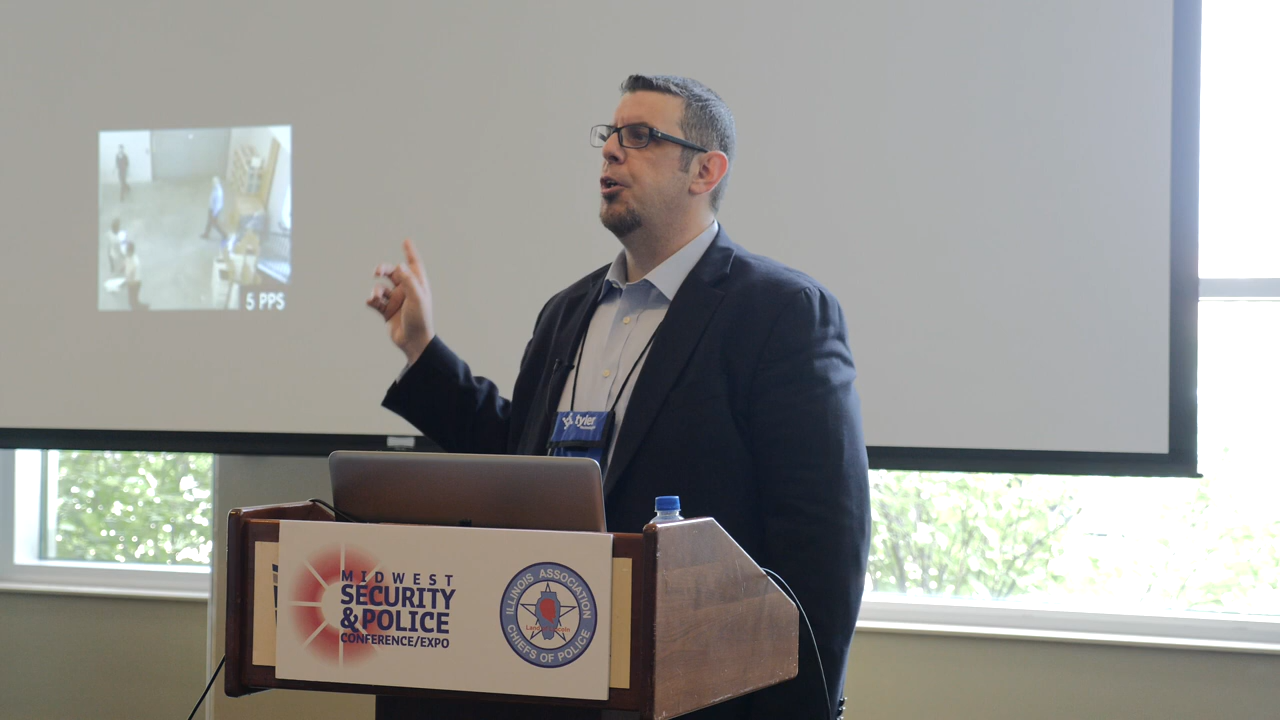 5 PPS
tyler
MIDWEST
SECURITY
&POLICE
CONFERENCE/EXPO
ILLINOIS ASSOCIATION
CHIEFS OF POLICE